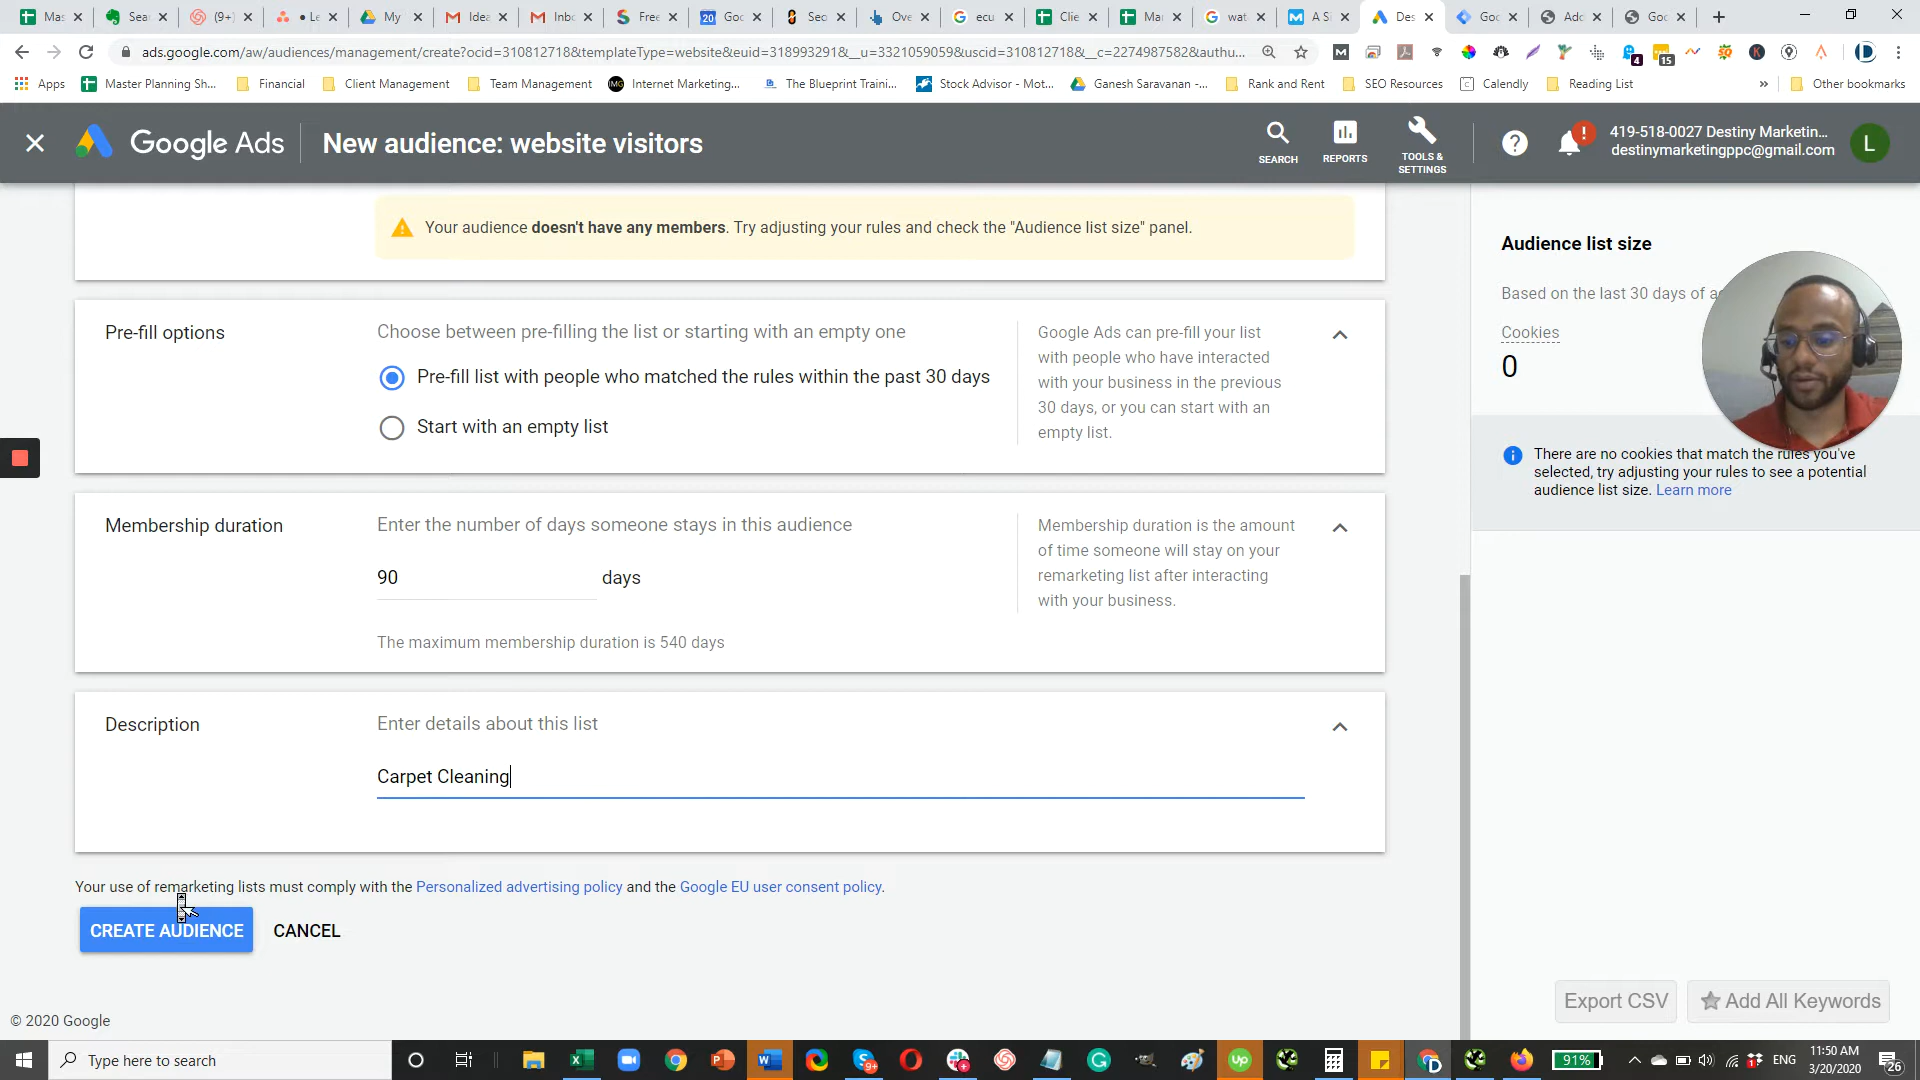 Mas
Sea
(9+)
Le
My
Idea
Inbo
Free
20
Goo
Seo
Ove
ecu
Clie
Ma
wat
A Si
Des
Goo
Add
Goo
ads.google.com/aw/audiences/management/create?ocid=310812718&templateType=website&euid=318993291&__u=3321059059&uscid=310812718&__c=2274987582&authu...
4
15
Apps
Master Planning Sh...
Financial
Client Management
Team Management
Internet Marketing...
The Blueprint Traini...
Stock Advisor - Mot...
Ganesh Saravanan -...
Rank and Rent
SEO Resources
Calendly
Reading List
»
Other bookmarks
Google Ads
New audience: website visitors
SEARCH
REPORTS
TOOLS &
SETTINGS
419-518-0027 Destiny Marketin...
destinymarketingppc@gmail.com
L
Your audience doesn't have any members. Try adjusting your rules and check the "Audience list size" panel.
Pre-fill options
Choose between pre-filling the list or starting with an empty one
Pre-fill list with people who matched the rules within the past 30 days
Start with an empty list
Google Ads can pre-fill your list
with people who have interacted
with your business in the previous
30 days, or you can start with an
empty list.
Membership duration
Enter the number of days someone stays in this audience
90 days
The maximum membership duration is 540 days
Membership duration is the amount
of time someone will stay on your
remarketing list after interacting
with your business.
Description
Enter details about this list
Carpet Cleaning
Your use of remarketing lists must comply with the Personalized advertising policy and the Google EU user consent policy.
CREATE AUDIENCE
CANCEL
© 2020 Google
Audience list size
Based on the last 30 days of a
Cookies
0
There are no cookies that match the rules you've
selected, try adjusting your rules to see a potential
audience list size. Learn more
Export CSV
Add All Keywords
Type here to search
91%
ENG
11:50 AM
3/20/2020
26